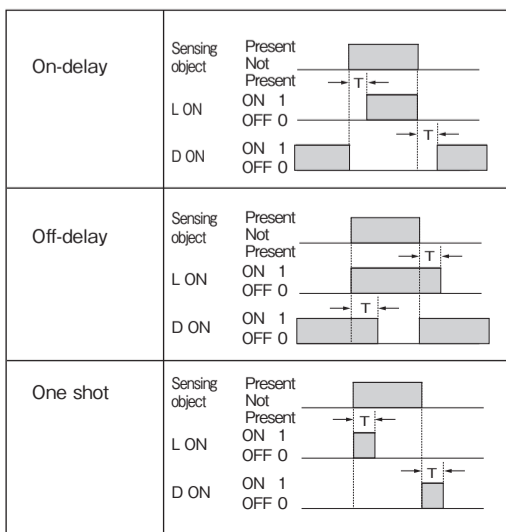 On-delay
Sensing object
Present
Not
Present
T
L ON
ON 1
OFF 0
T
D ON
ON 1
OFF 0
Off-delay
Sensing object
Present
Not
Present
T
L ON
ON 1
OFF 0
T
D ON
ON 1
OFF 0
One shot
Sensing object
Present
Not
Present
T
L ON
ON 1
OFF 0
T
D ON
ON 1
OFF 0